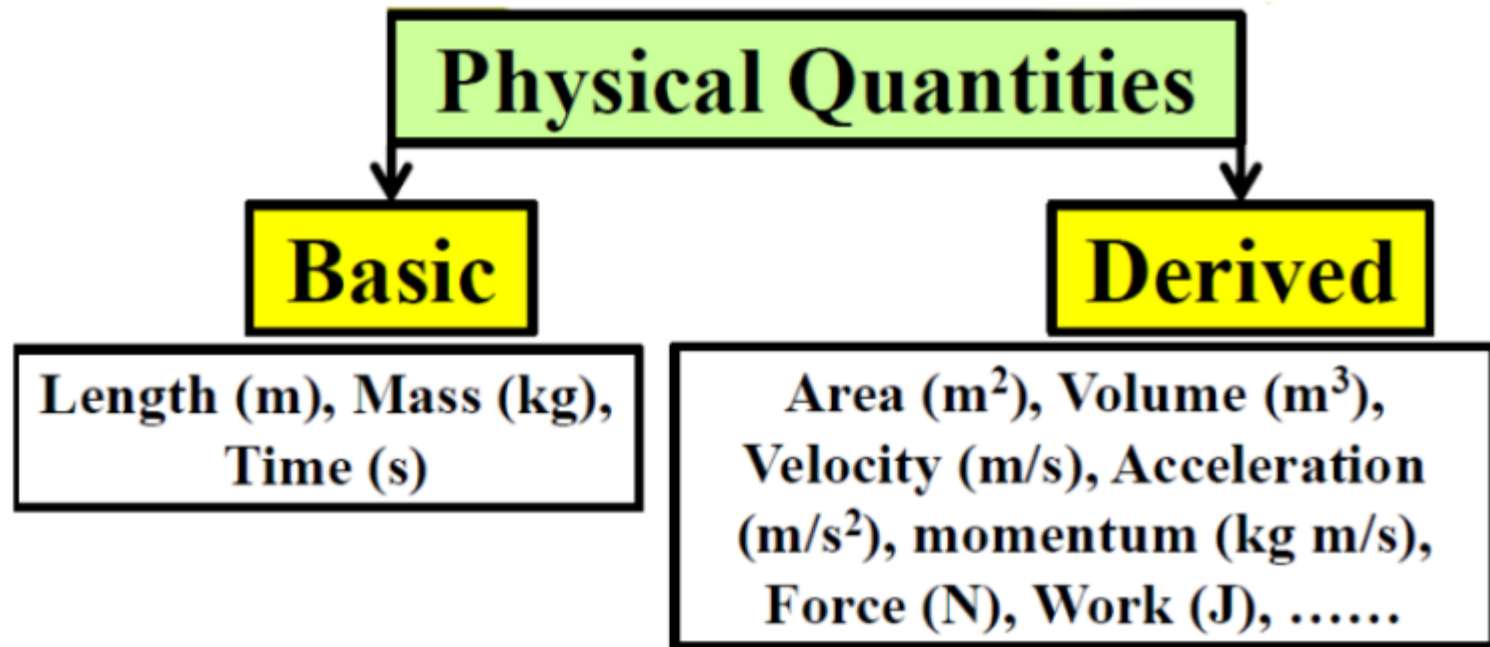 Physical Quantities
Basic
Derived
Length (m), Mass (kg),
Time (s)
Area (m²), Volume (m³),
Velocity (m/s), Acceleration
(m/s²), momentum (kg m/s),
Force (N), Work (J), ……